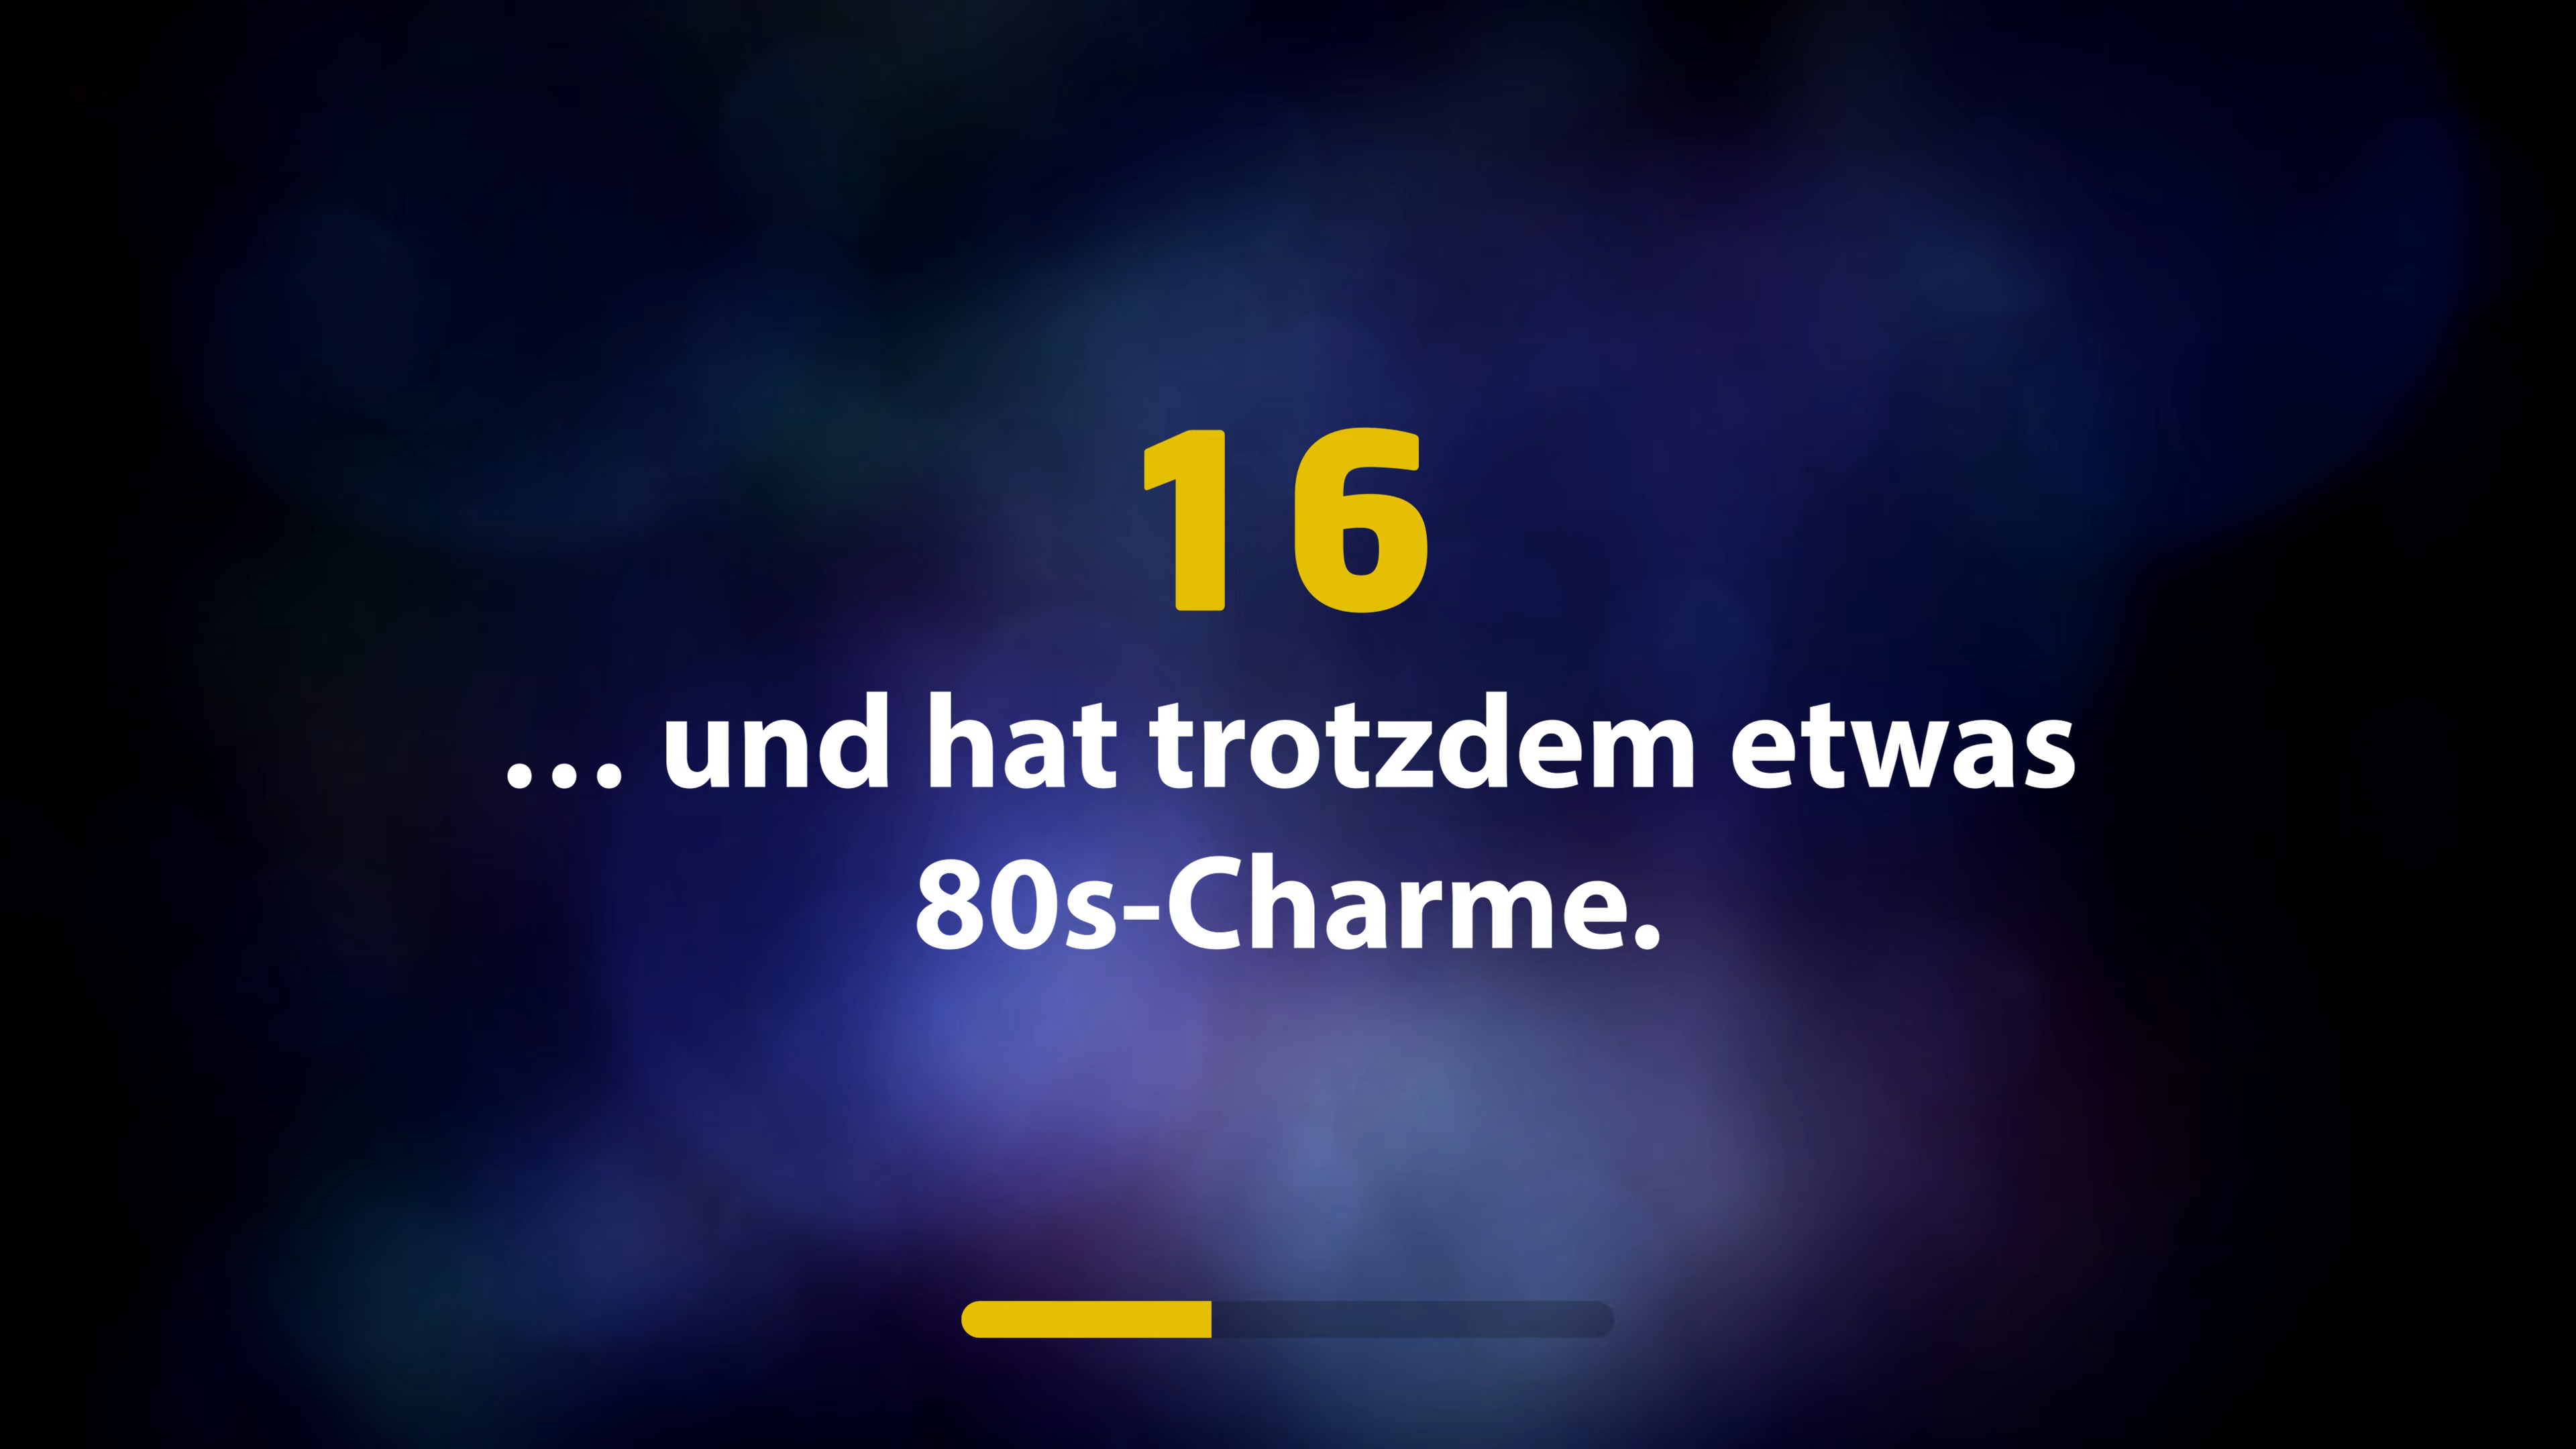 16
… und hat trotzdem etwas
80s-Charme.